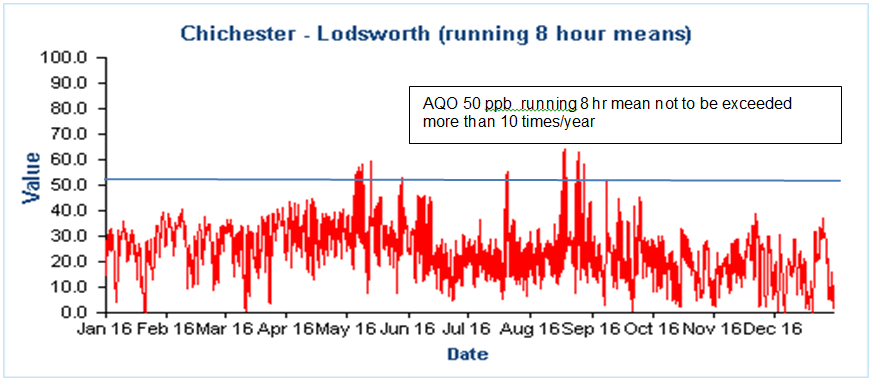 Chichester - Lodsworth (running 8 hour means)
100.0
90.0
80.0
70.0
60.0
50.0
40.0
30.0
20.0
10.0
0.0
Value
AQO 50 ppb running 8 hr mean not to be exceeded
more than 10 times/year
Jan 16 Feb 16 Mar 16 Apr 16 May 16 Jun 16 Jul 16 Aug 16 Sep 16 Oct 16 Nov 16 Dec 16
Date